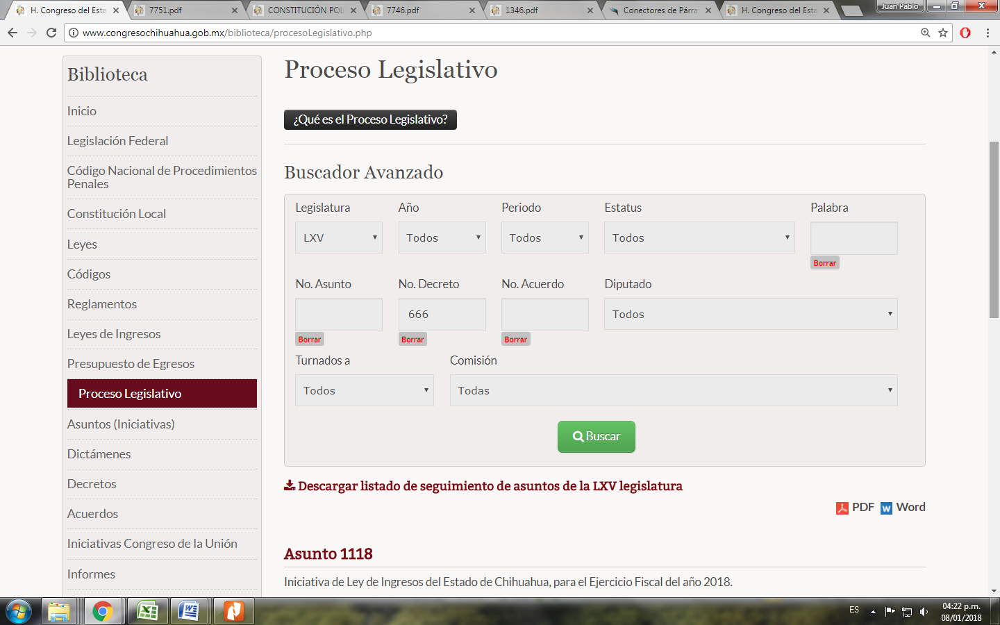 H. Congreso del Esta
7751.pdf
CONSTITUCIÓN POL
7746.pdf
1346.pdf
Conectores de Párra
H. Congreso del Esta
Juan Pablo
www.congresochihuahua.gob.mx/biblioteca/procesoLegislativo.php
Biblioteca
Inicio
Legislación Federal
Código Nacional de Procedimientos
Penales
Constitución Local
Leyes
Códigos
Reglamentos
Leyes de Ingresos
Presupuesto de Egresos
Proceso Legislativo
Asuntos (Iniciativas)
Dictámenes
Decretos
Acuerdos
Iniciativas Congreso de la Unión
Informes
Proceso Legislativo
¿Qué es el Proceso Legislativo?
Buscador Avanzado
Legislatura Año Periodo Estatus Palabra
LXV Todos Todos Todos
Borrar
No. Asunto No. Decreto No. Acuerdo Diputado
666 Todos
Borrar Borrar Borrar
Turnados a Comisión
Todos Todas
Buscar
Descargar listado de seguimiento de asuntos de la LXV legislatura
PDF Word
Asunto 1118
Iniciativa de Ley de Ingresos del Estado de Chihuahua, para el Ejercicio Fiscal del año 2018.
ES
04:22 p.m.
08/01/2018